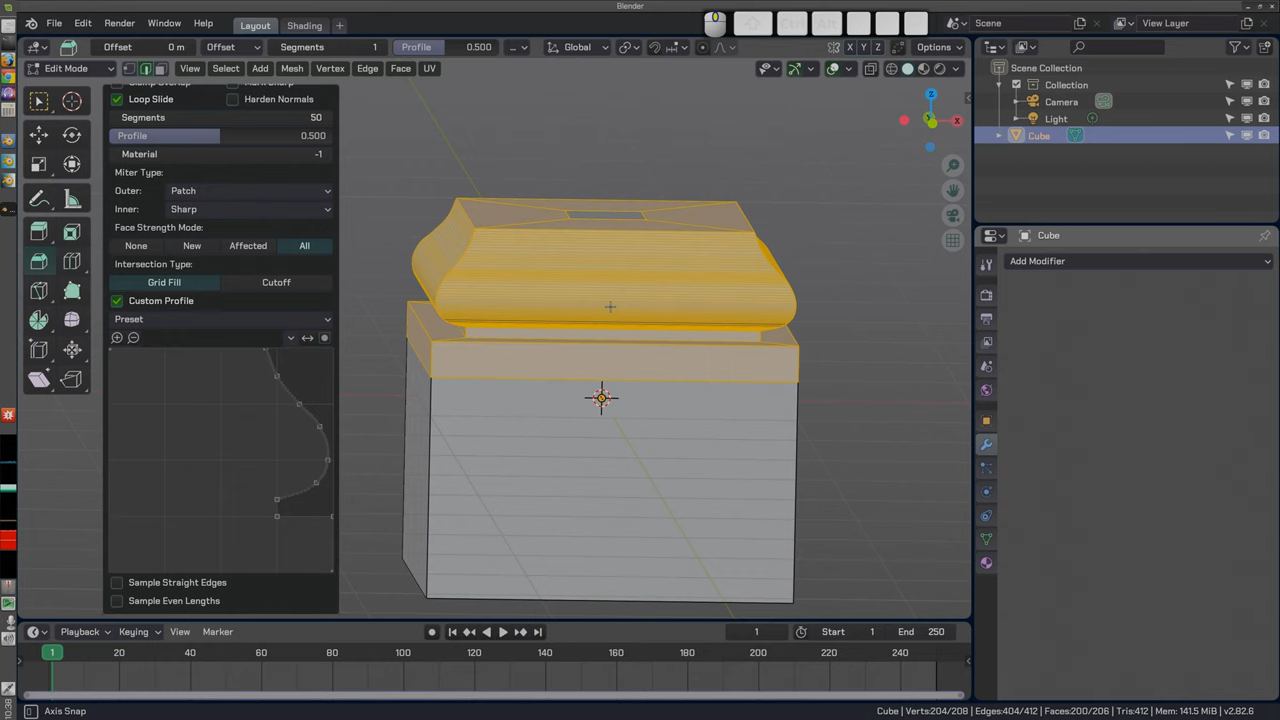 Blender
File Edit Render Window Help Layout Shading + Scene View Layer
Ctrl Alt
Offset 0 m Offset Segments 1 Profile 0.500 Global X Y Z Options
Edit Mode View Select Add Mesh Vertex Edge Face UV
Scene Collection
Collection
Camera
Light
Cube
Loop Slide Harden Normals
Segments 50
Profile 0.500
Material -1
Miter Type:
Outer: Patch
Inner: Sharp
Face Strength Mode:
None New Affected All
Intersection Type:
Grid Fill Cutoff
Custom Profile
Preset
Sample Straight Edges
Sample Even Lengths
Z
X
Y
Cube
Add Modifier
Playback Keying View Marker 1 Start 1 End 250
1 20 40 60 80 100 120 140 160 180 200 220 240
10:38
Axis Snap
Cube | Verts:204/208 | Edges:404/412 | Faces:200/206 | Tris:412 | Mem: 141.5 MiB | v2.82.6